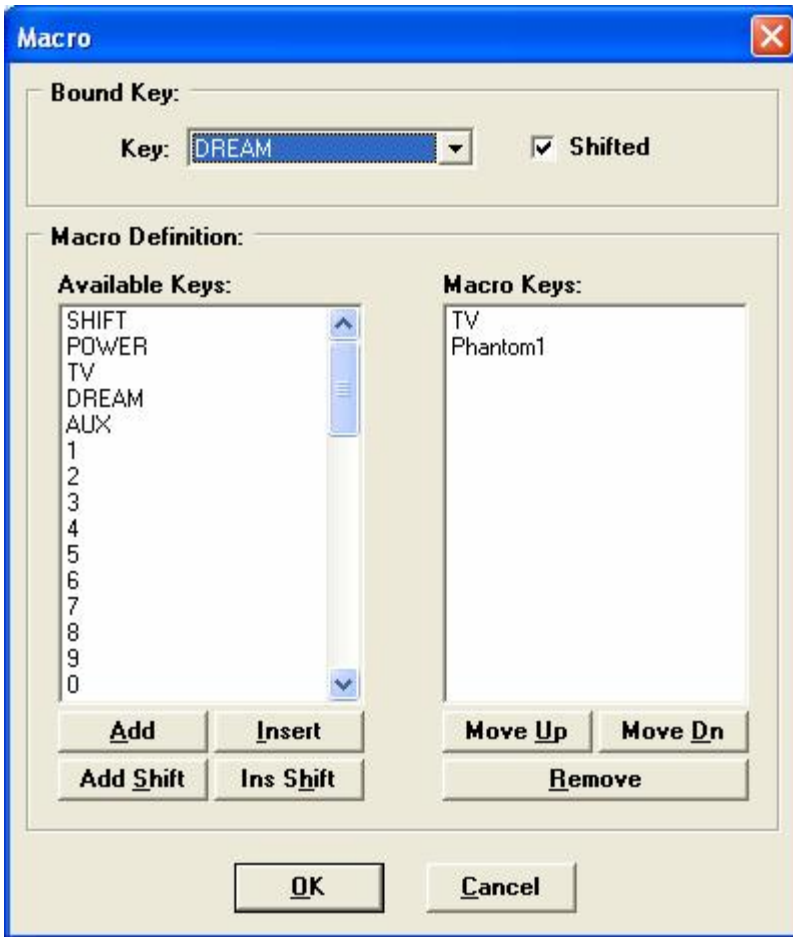 Macro
Bound Key:
Key: DREAM Shifted
Macro Definition:
Available Keys:
SHIFT
POWER
TV
DREAM
AUX
1
2
3
4
5
6
7
8
9
0
Add Insert
Add Shift Ins Shift
Macro Keys:
TV
Phantom1
Move Up Move Dn
Remove
OK Cancel